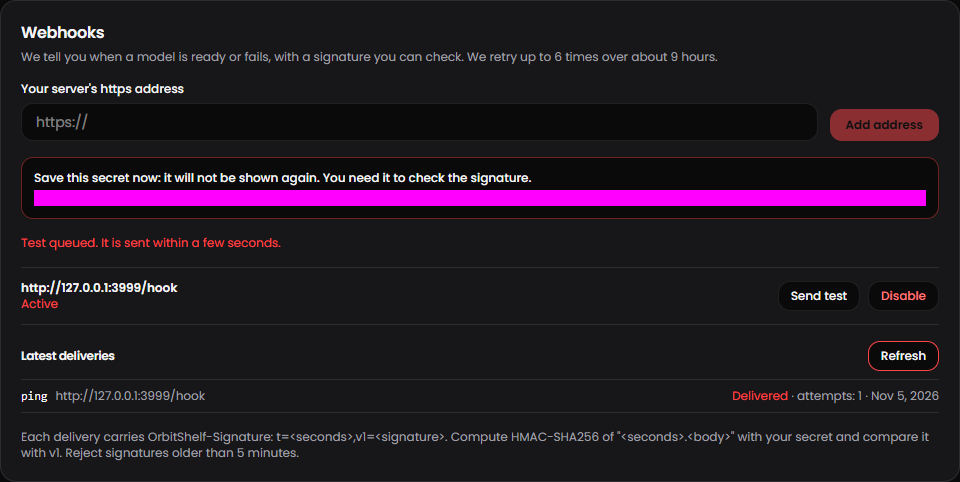 Webhooks
We tell you when a model is ready or fails, with a signature you can check. We retry up to 6 times over about 9 hours.
Your server's https address
https://
Add address
Save this secret now: it will not be shown again. You need it to check the signature.
Test queued. It is sent within a few seconds.
http://127.0.0.1:3999/hook
Active
Send test
Disable
Latest deliveries
Refresh
ping http://127.0.0.1:3999/hook
Delivered · attempts: 1 · Nov 5, 2026
Each delivery carries OrbitShelf-Signature: t=<seconds>,v1=<signature>. Compute HMAC-SHA256 of "<seconds>.<body>" with your secret and compare it
with v1. Reject signatures older than 5 minutes.